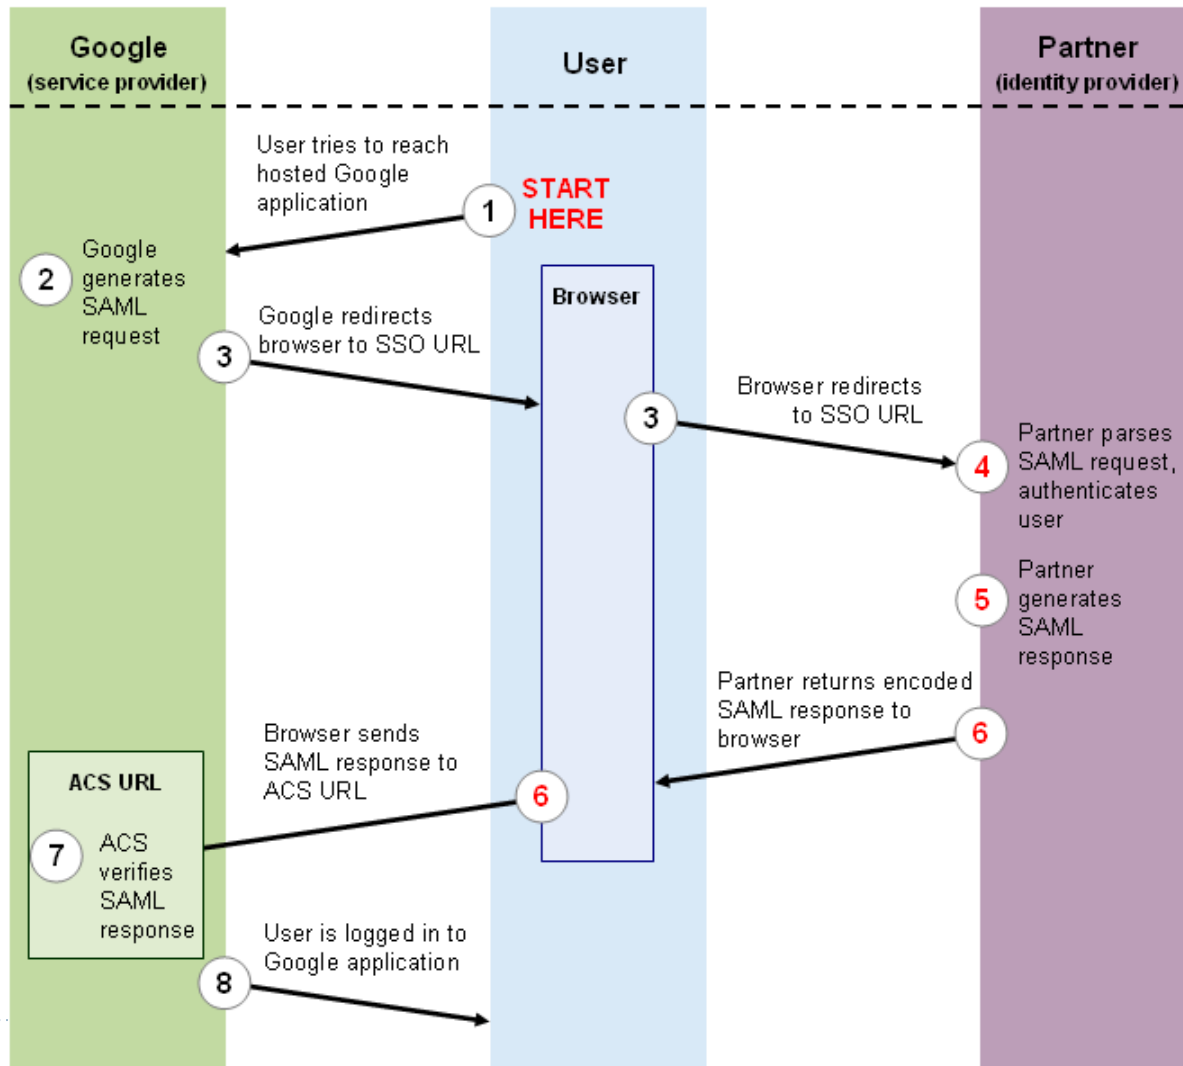 Google
(service provider)
User
Partner
(identity provider)
User tries to reach
hosted Google
application
1
START
HERE
2
Google
generates
SAML
request
Browser
3
Google redirects
browser to SSO URL
3
Browser redirects
to SSO URL
4
Partner parses
SAML request,
authenticates
user
5
Partner
generates
SAML
response
Partner returns encoded
SAML response to
browser
6
Browser sends
SAML response to
ACS URL
6
ACS URL
7
ACS
verifies
SAML
response
User is logged in to
Google application
8